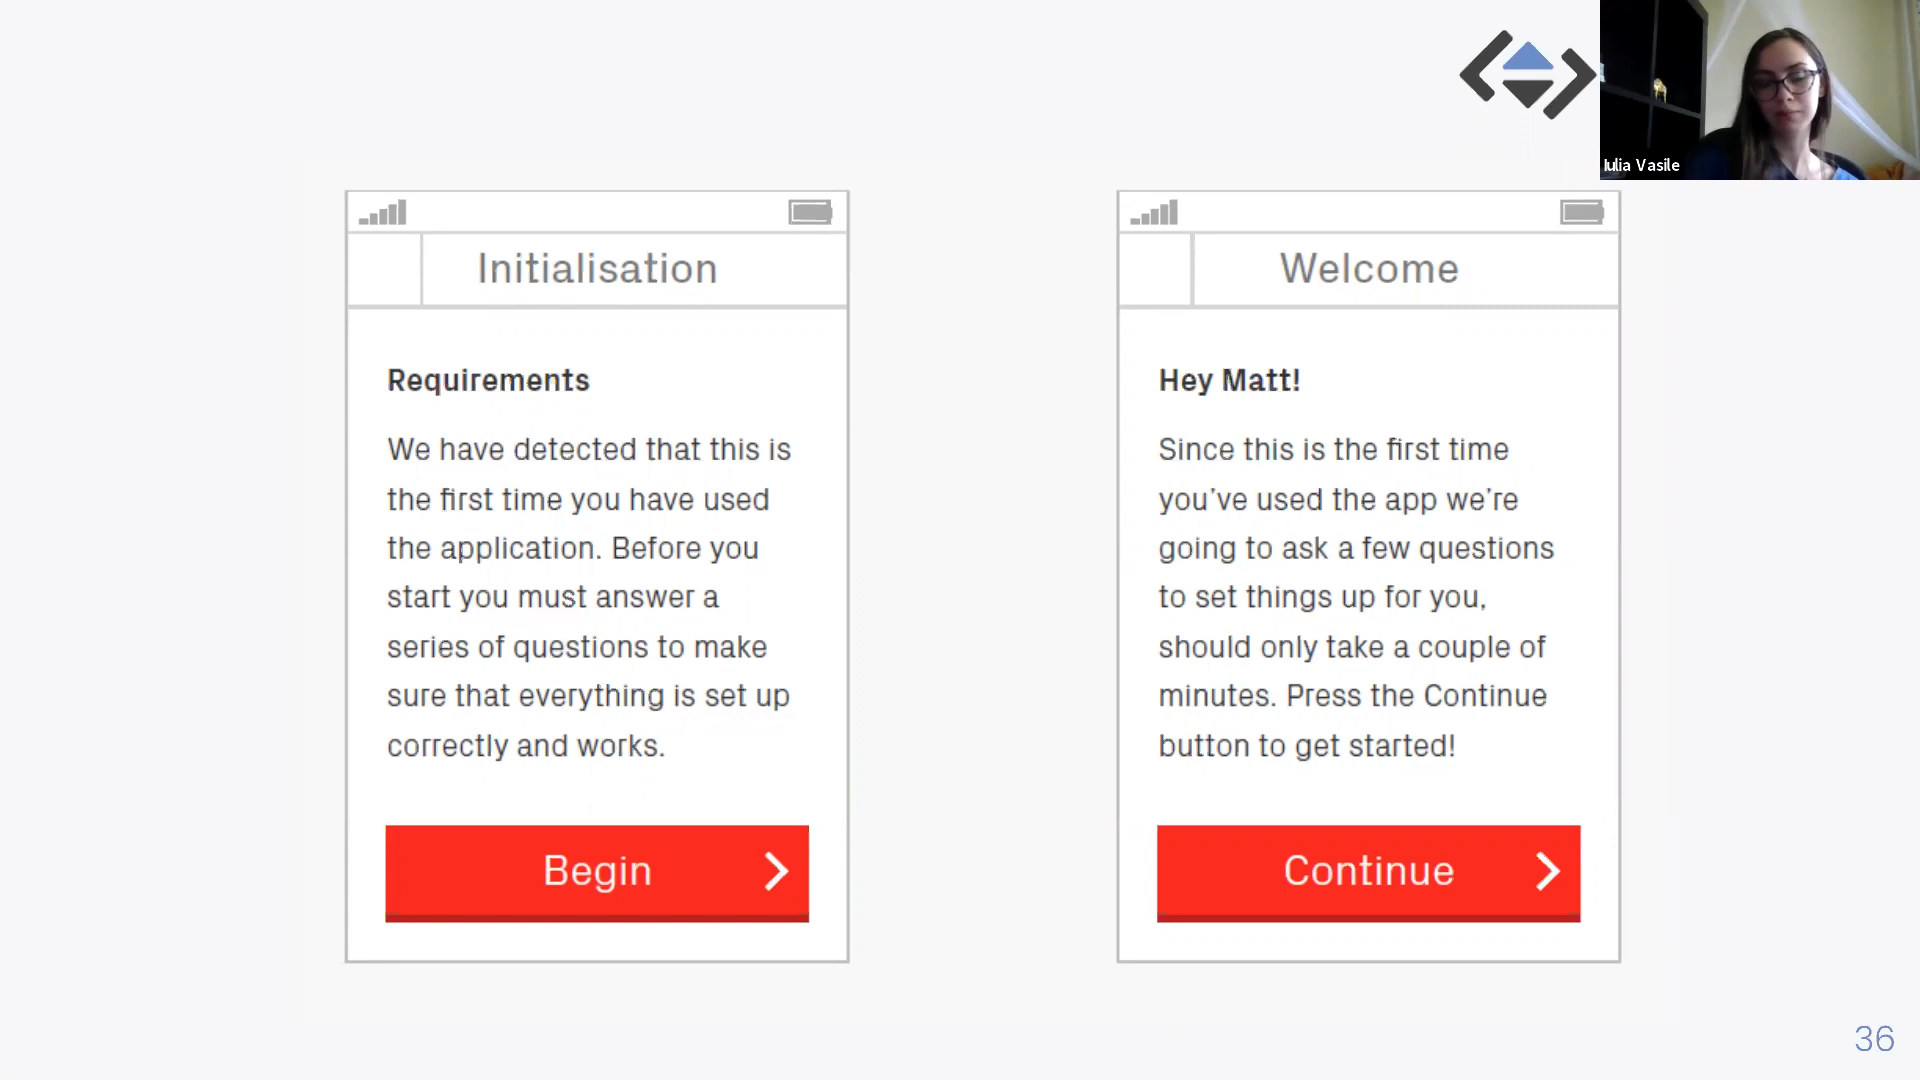 Iulia Vasile
Initialisation
Requirements
We have detected that this is
the first time you have used
the application. Before you
start you must answer a
series of questions to make
sure that everything is set up
correctly and works.
Begin
Welcome
Hey Matt!
Since this is the first time
you’ve used the app we’re
going to ask a few questions
to set things up for you,
should only take a couple of
minutes. Press the Continue
button to get started!
Continue
36